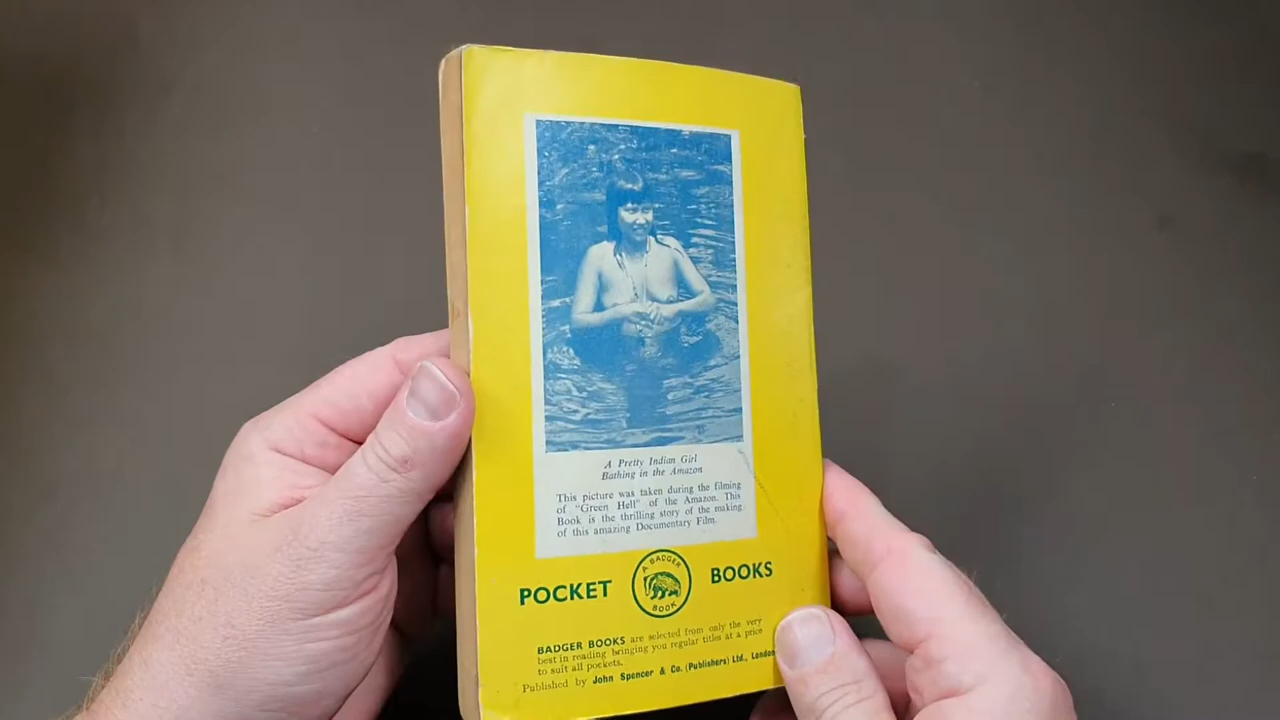 A Pretty Indian Girl
Bathing in the Amazon
This picture was taken during the filming
of "Green Hell" of the Amazon. This
Book is the thrilling story of the making
of this amazing Documentary Film.
POCKET
A BADGER
BOOK
BOOKS
BADGER BOOKS are selected from only the very
best in reading bringing you regular titles at a price
to suit all pockets.
Published by John Spencer & Co. (Publishers) Ltd., London